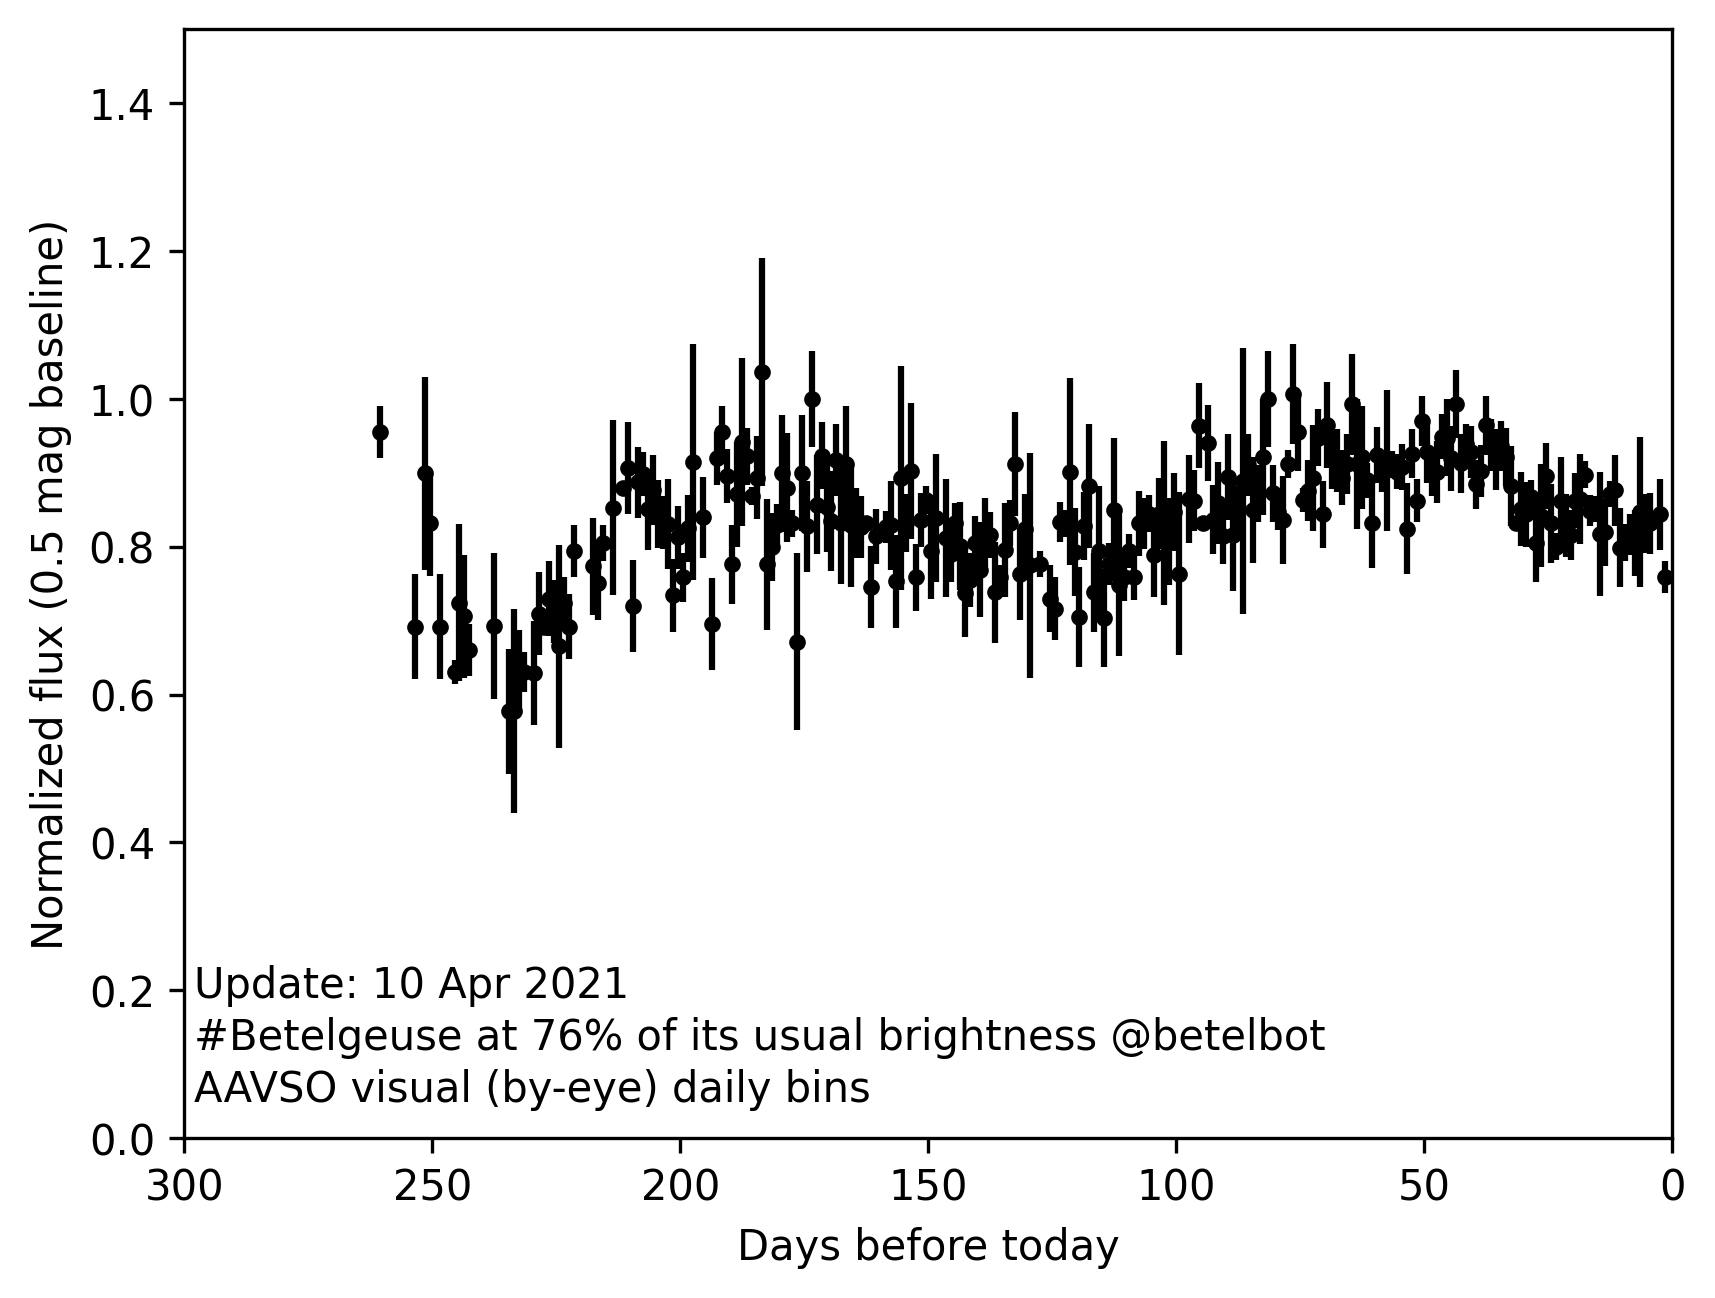 1.4
1.2
1.0
0.8
0.6
0.4
0.2
0.0
Normalized flux (0.5 mag baseline)
Update: 10 Apr 2021
#Betelgeuse at 76% of its usual brightness @betelbot
AAVSO visual (by-eye) daily bins
300 250 200 150 100 50 0
Days before today